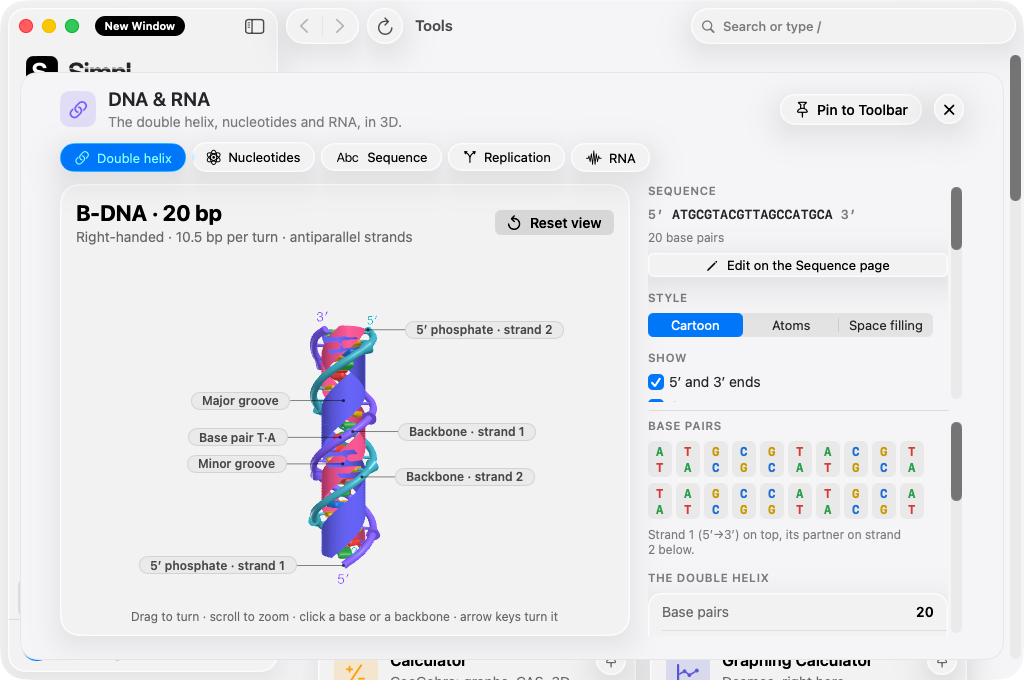 New Window
Tools
Search or type /
DNA & RNA
The double helix, nucleotides and RNA, in 3D.
Pin to Toolbar
Double helix
Nucleotides
Abc Sequence
Replication
RNA
B-DNA · 20 bp
Right-handed · 10.5 bp per turn · antiparallel strands
Reset view
3′
5′
5′ phosphate · strand 2
Major groove
Backbone · strand 1
Base pair T·A
Minor groove
Backbone · strand 2
5′ phosphate · strand 1
5′
Drag to turn · scroll to zoom · click a base or a backbone · arrow keys turn it
SEQUENCE
5′ ATGCGTACGTTAGCCATGCA 3′
20 base pairs
Edit on the Sequence page
STYLE
Cartoon
Atoms
Space filling
SHOW
5′ and 3′ ends
BASE PAIRS
A T G C G T A C G T
T A C G C A T G C A
T A G C C A T G C A
A T C G G T A C G T
Strand 1 (5′→3′) on top, its partner on strand
2 below.
THE DOUBLE HELIX
Base pairs 20
Calculator
Graphing Calculator